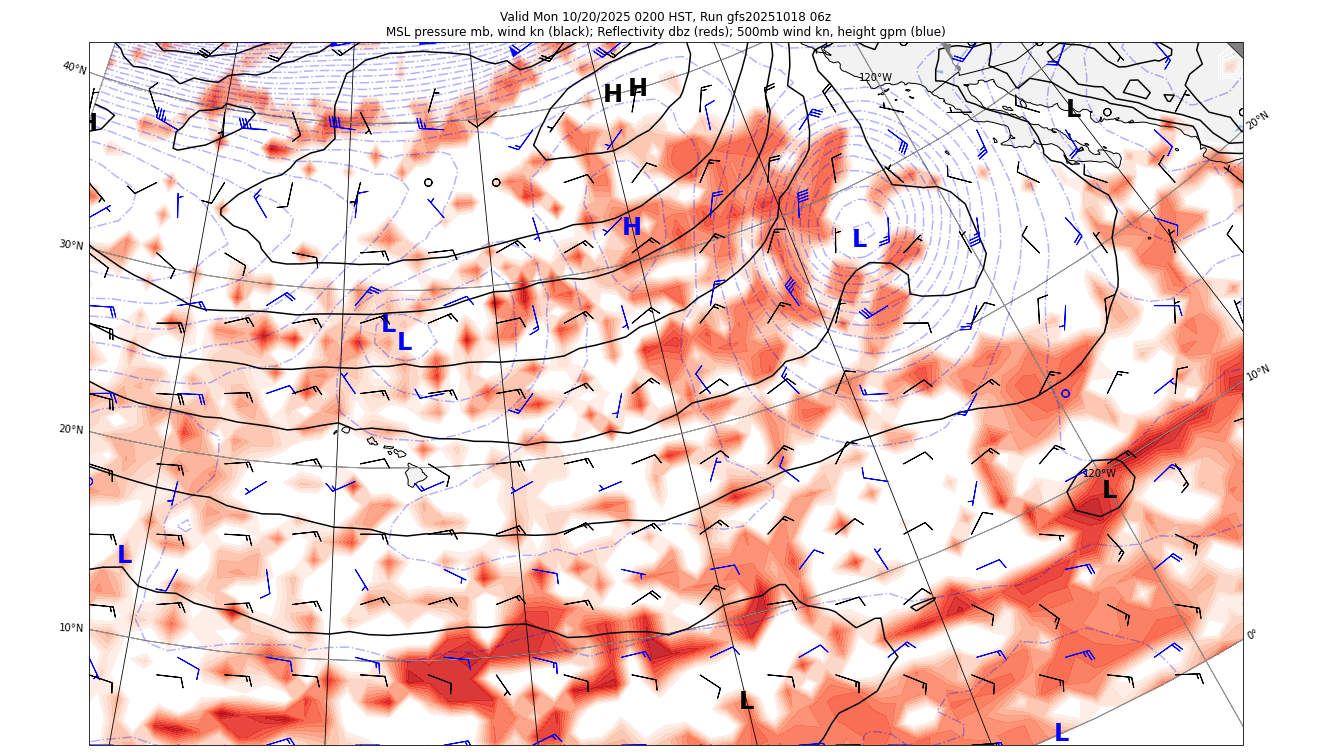 Valid Mon 10/20/2025 0200 HST, Run gfs20251018 06z
MSL pressure mb, wind kn (black); Reflectivity dbz (reds); 500mb wind kn, height gpm (blue)
40°N
120°W
H H
L
20°N
H
30°N
H
L
L
L
10°N
20°N
120°W
L
L
10°N
0°
L
L